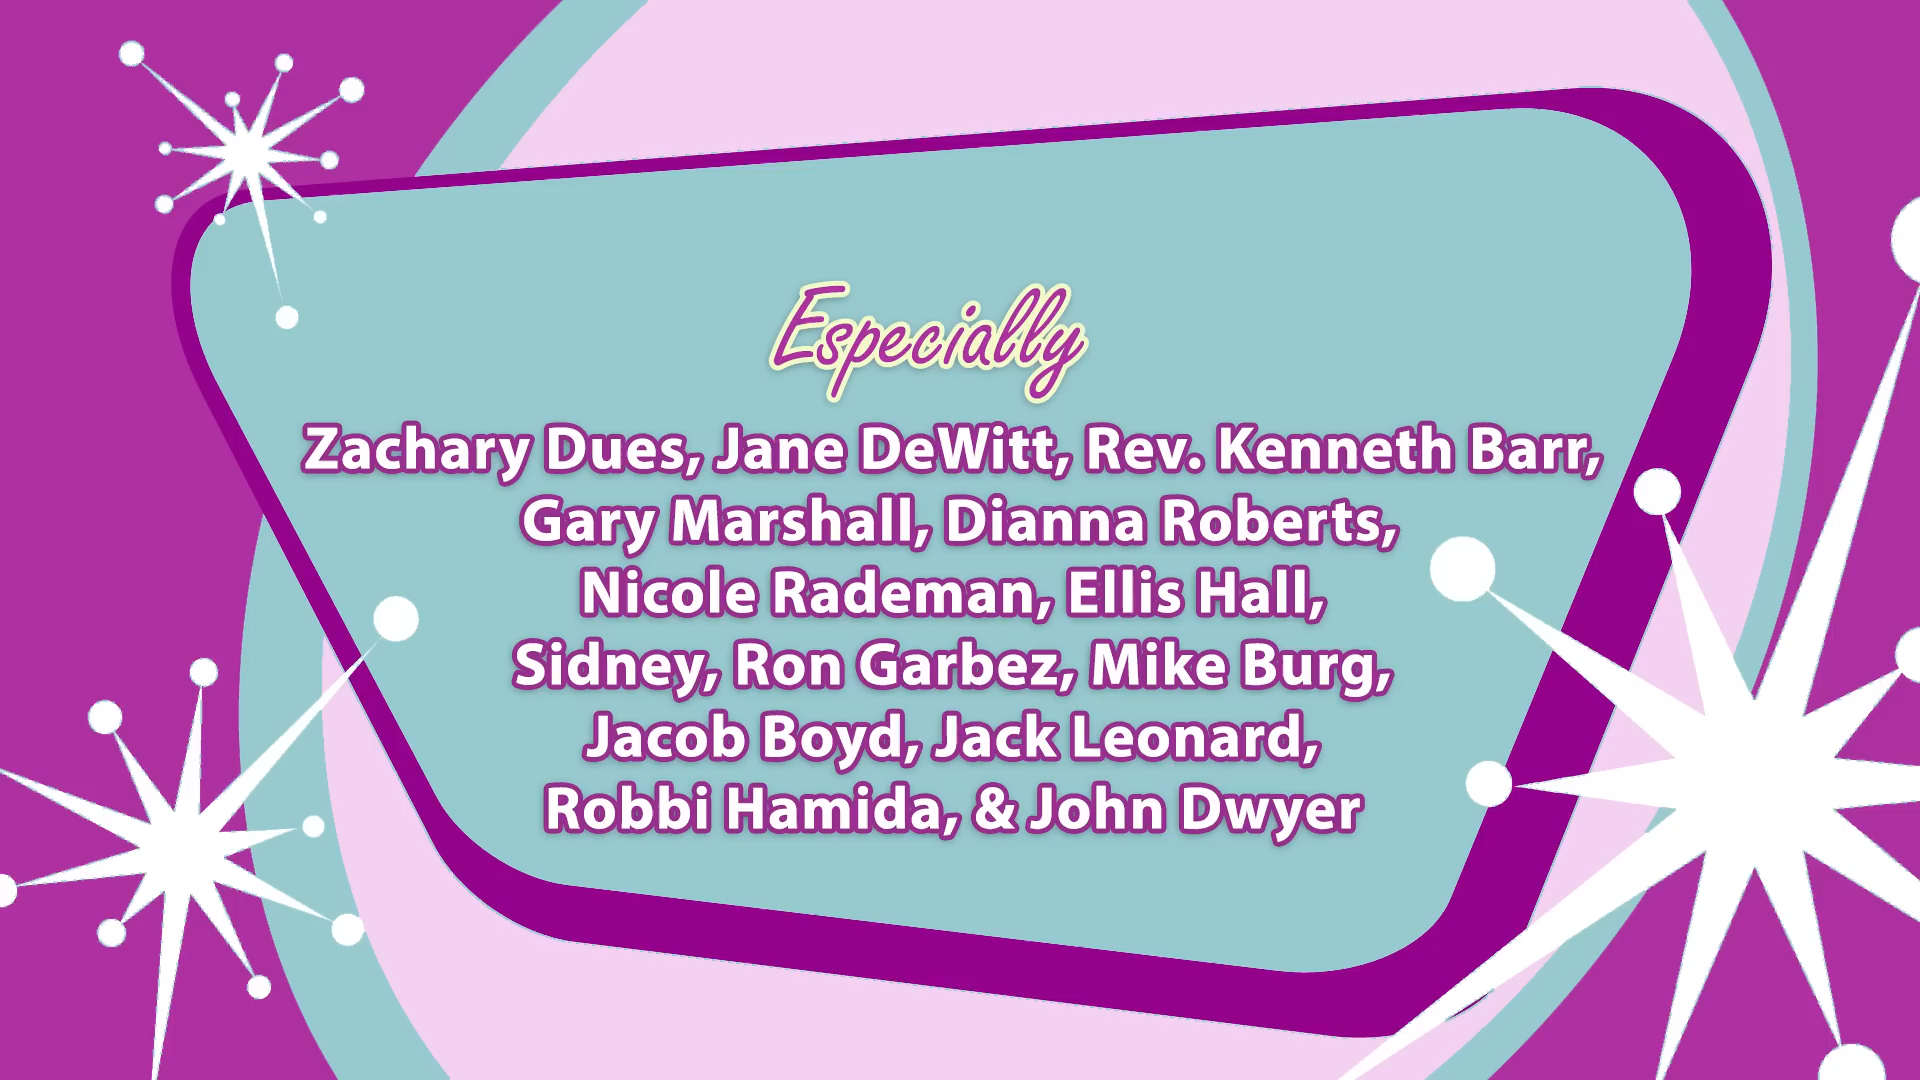 Especially
Zachary Dues, Jane DeWitt, Rev. Kenneth Barr,
Gary Marshall, Dianna Roberts,
Nicole Rademan, Ellis Hall,
Sidney, Ron Garbez, Mike Burg,
Jacob Boyd, Jack Leonard,
Robbi Hamida, & John Dwyer